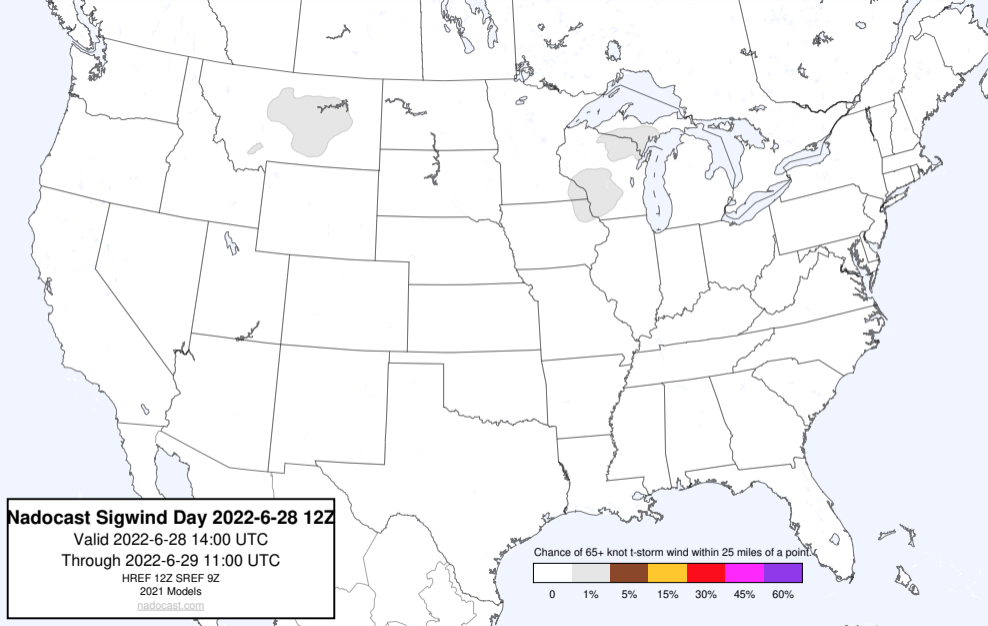 Nadocast Sigwind Day 2022-6-28 12Z
Valid 2022-6-28 14:00 UTC
Through 2022-6-29 11:00 UTC
HREF 12Z SREF 9Z
2021 Models
nadocast.com
Chance of 65+ knot t-storm wind within 25 miles of a point.
0 1% 5% 15% 30% 45% 60%